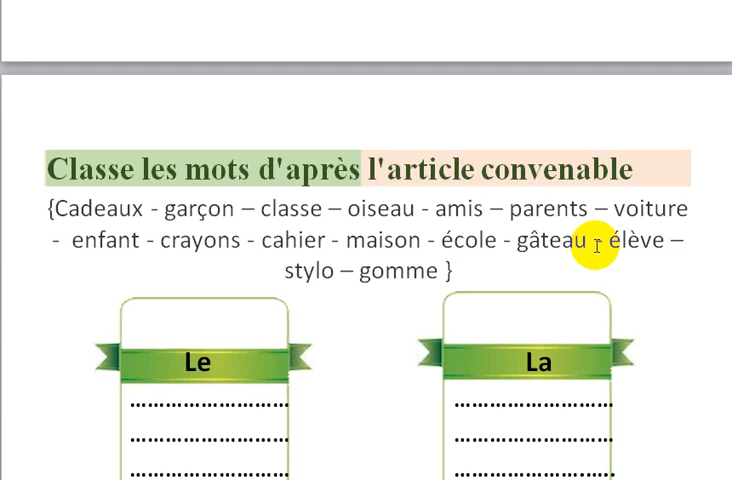 Classe les mots d'après l'article convenable
{Cadeaux - garçon – classe – oiseau - amis – parents – voiture
- enfant - crayons - cahier - maison - école - gâteau - élève –
stylo – gomme }
Le La
........................... ...........................
........................... ...........................
........................... ...........................